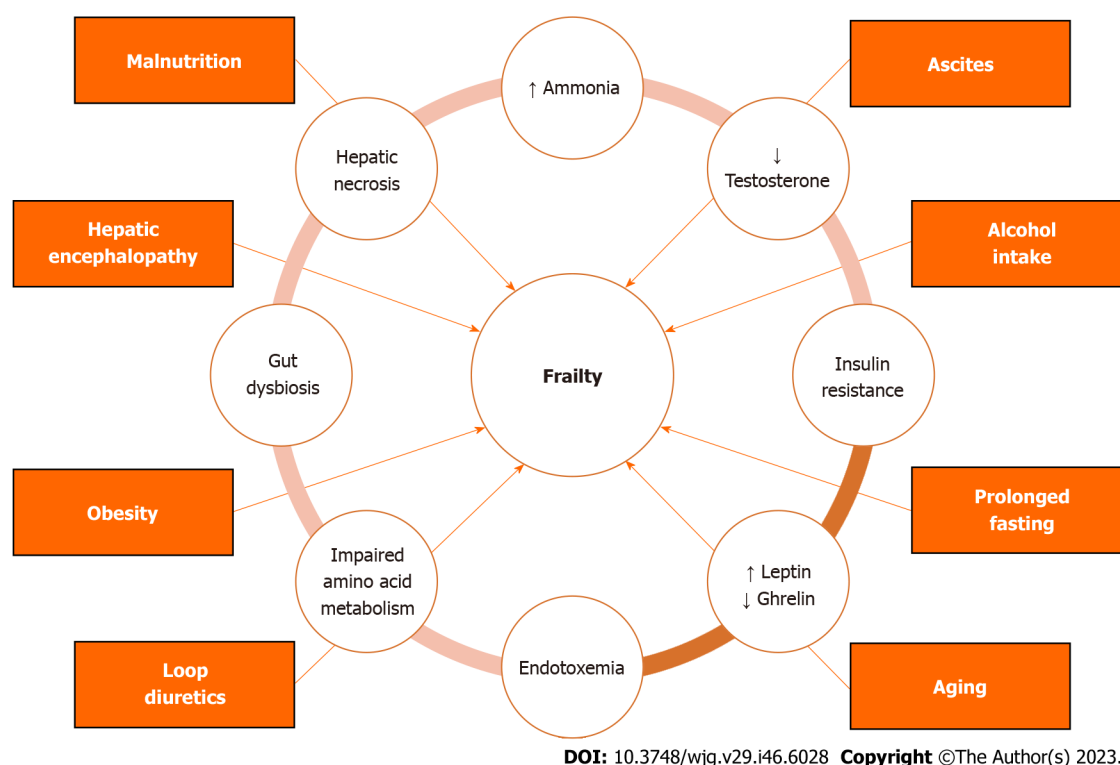 Malnutrition
↑ Ammonia
Ascites
Hepatic
necrosis
↓
Testosterone
Hepatic
encephalopathy
Alcohol
intake
Gut
dysbiosis
Frailty
Insulin
resistance
Obesity
Prolonged
fasting
Impaired
amino acid
metabolism
↑ Leptin
↓ Ghrelin
Loop
diuretics
Endotoxemia
Aging
DOI: 10.3748/wjg.v29.i46.6028 Copyright ©The Author(s) 2023.